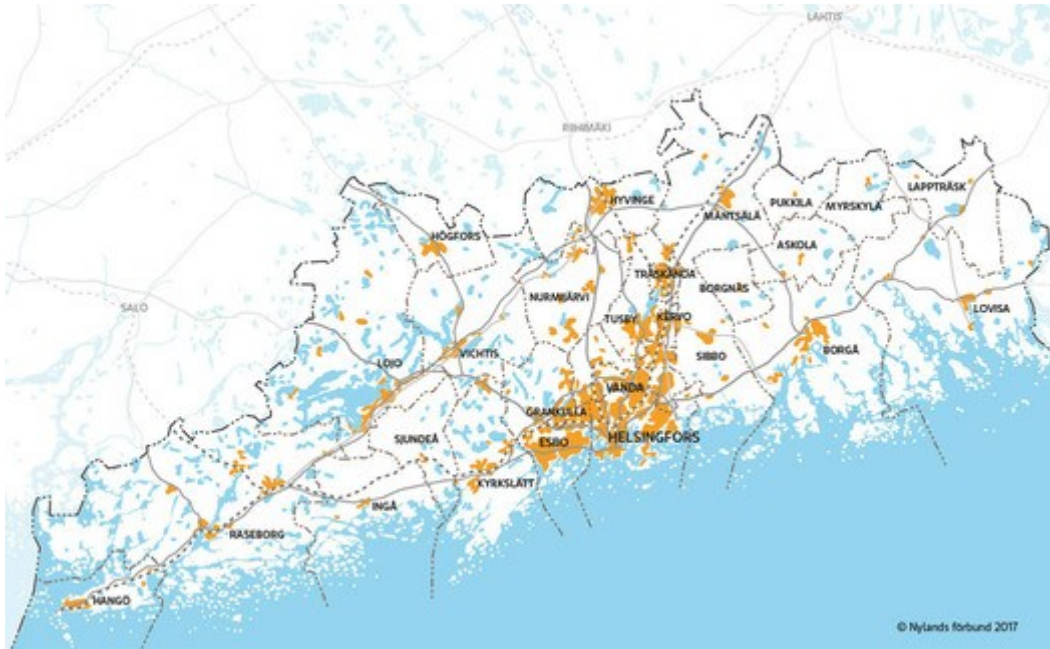 LAHTIS
RIIHIMÄKI
HYVINGE
MÄNTSÄLÄ
PUKKILA
MYRSKYLÄ
LAPPTRÄSK
HÖGFORS
ASKOLA
TRÄSKÄNDA
BORGNÄS
NURMIJÄRVI
SALO
LOVISA
TUSBY
KERVO
SIBBO
BORGÅ
VICHTIS
LOJO
VANDA
GRANKULLA
SJUNDEÅ
ESBO
HELSINGFORS
KYRKSLÄTT
INGÅ
RASEBORG
HANGÖ
© Nylands förbund 2017